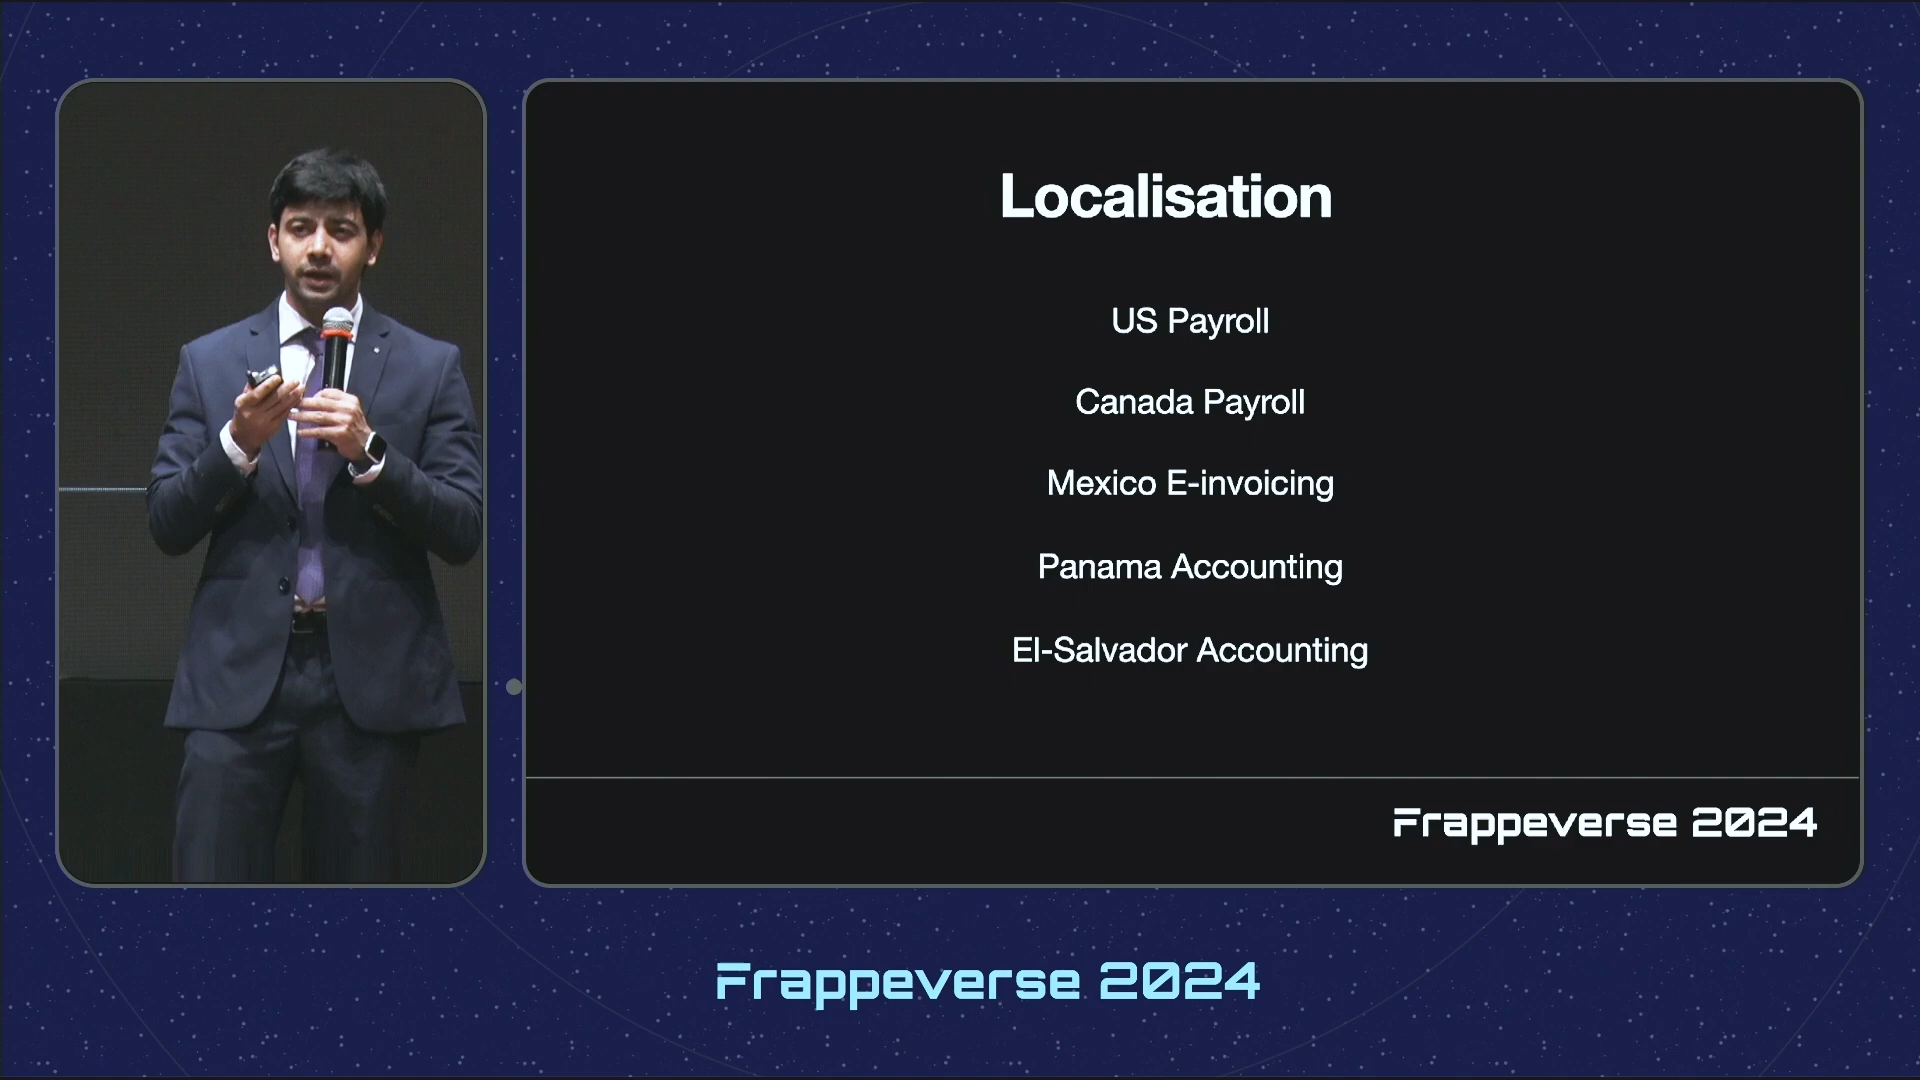 Localisation
US Payroll
Canada Payroll
Mexico E-invoicing
Panama Accounting
El-Salvador Accounting
Frappeverse 2024
Frappeverse 2024